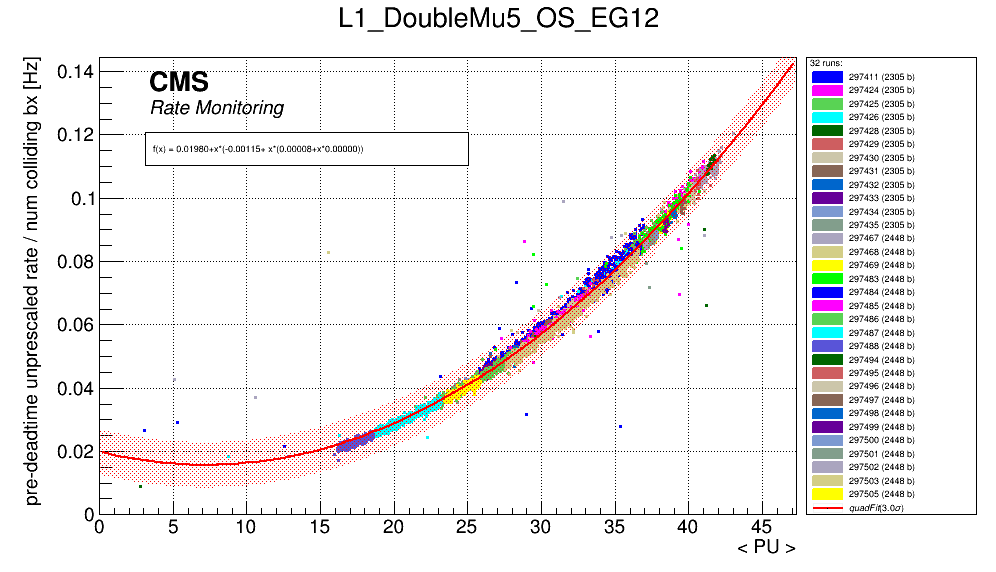 L1_DoubleMu5_OS_EG12
pre-deadtime unprescaled rate / num colliding bx [Hz]
0.14
0.12
0.1
0.08
0.06
0.04
0.02
0
CMS
Rate Monitoring
f(x) = 0.01980+x*(-0.00115+ x*(0.00008+x*0.00000))
0 5 10 15 20 25 30 35 40 45
< PU >
32 runs:
297411 (2305 b)
297424 (2305 b)
297425 (2305 b)
297426 (2305 b)
297428 (2305 b)
297429 (2305 b)
297430 (2305 b)
297431 (2305 b)
297432 (2305 b)
297433 (2305 b)
297434 (2305 b)
297435 (2305 b)
297467 (2448 b)
297468 (2448 b)
297469 (2448 b)
297483 (2448 b)
297484 (2448 b)
297485 (2448 b)
297486 (2448 b)
297487 (2448 b)
297488 (2448 b)
297494 (2448 b)
297495 (2448 b)
297496 (2448 b)
297497 (2448 b)
297498 (2448 b)
297499 (2448 b)
297500 (2448 b)
297501 (2448 b)
297502 (2448 b)
297503 (2448 b)
297505 (2448 b)
quadFit(3.0σ)